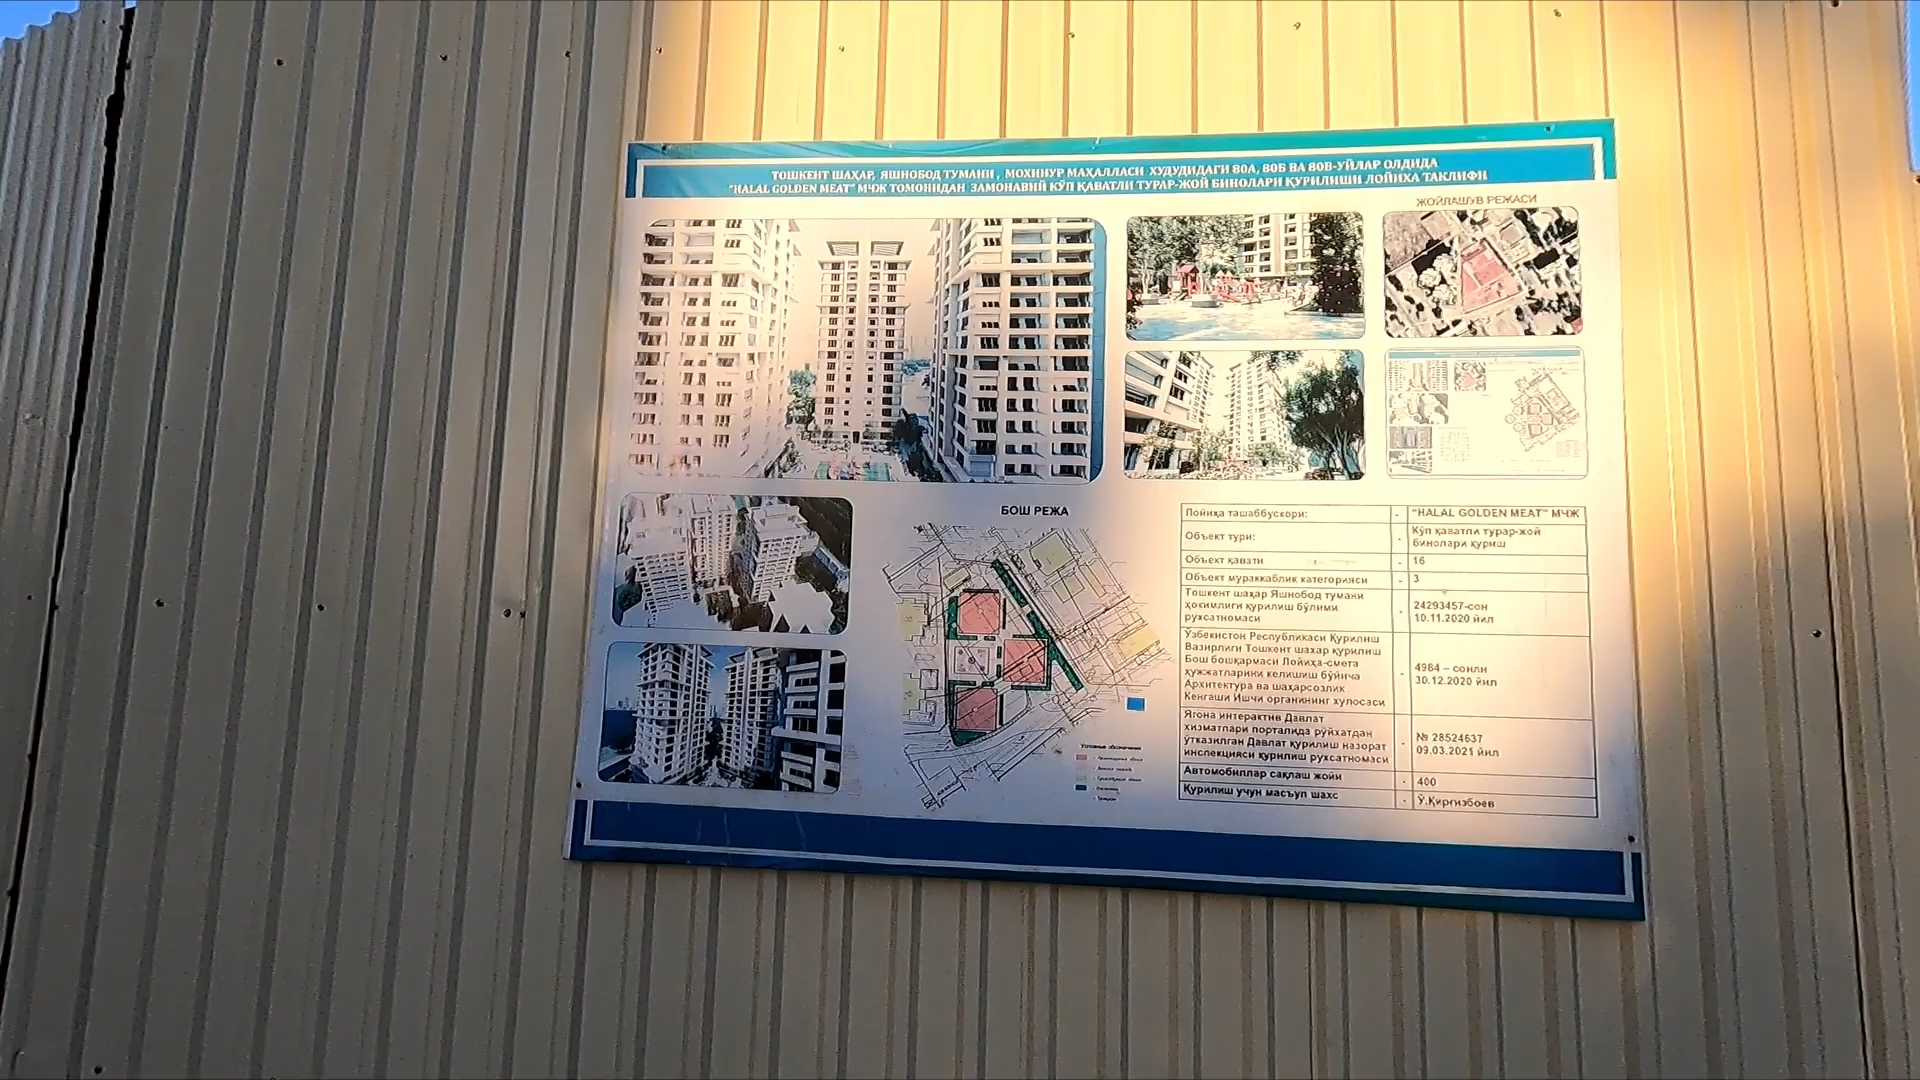 ТОШКЕНТ ШАҲАР, ЯШНОБОД ТУМАНИ, МОХИНУР МАҲАЛЛАСИ ХУДУДИДАГИ 80А, 80Б ВА 80В-УЙЛАР ОЛДИДА
"HALAL GOLDEN MEAT" МЧЖ ТОМОНИДАН ЗАМОНАВИЙ КЎП ҚАВАТЛИ ТУРАР-ЖОЙ БИНОЛАРИ ҚУРИЛИШИ ЛОЙИХА ТАКЛИФИ
ЖОЙЛАШУВ РЕЖАСИ
БОШ РЕЖА
Лойиҳа ташаббускори: - "HALAL GOLDEN MEAT" МЧЖ
Объект тури: - Кўп қаватли турар-жой
бинолари қуриш
Объект қавати - 16
Объект мураккаблик категорияси - 3
Тошкент шаҳар Яшнобод тумани
ҳокимлиги қурилиш бўлими
рухсатномаси
- 24293457-сон
10.11.2020 йил
Ўзбекистон Республикаси Қурилиш
Вазирлиги Тошкент шаҳар қурилиш
Бош бошқармаси Лойиҳа-смета
ҳужжатларини келишиш бўйича
Архитектура ва шаҳарсозлик
Кенгаши Ишчи органининг хулосаси
- 4984 – сонли
30.12.2020 йил
Ягона интерактив Давлат
хизматлари порталида рўйхатдан
ўтказилган Давлат қурилиш назорат
инспекцияси қурилиш рухсатномаси
- № 28524637
09.03.2021 йил
Автомобиллар сақлаш жойи - 400
Қурилиш учун масъул шахс - Ў.Қирғизбоев
Условные обозначения